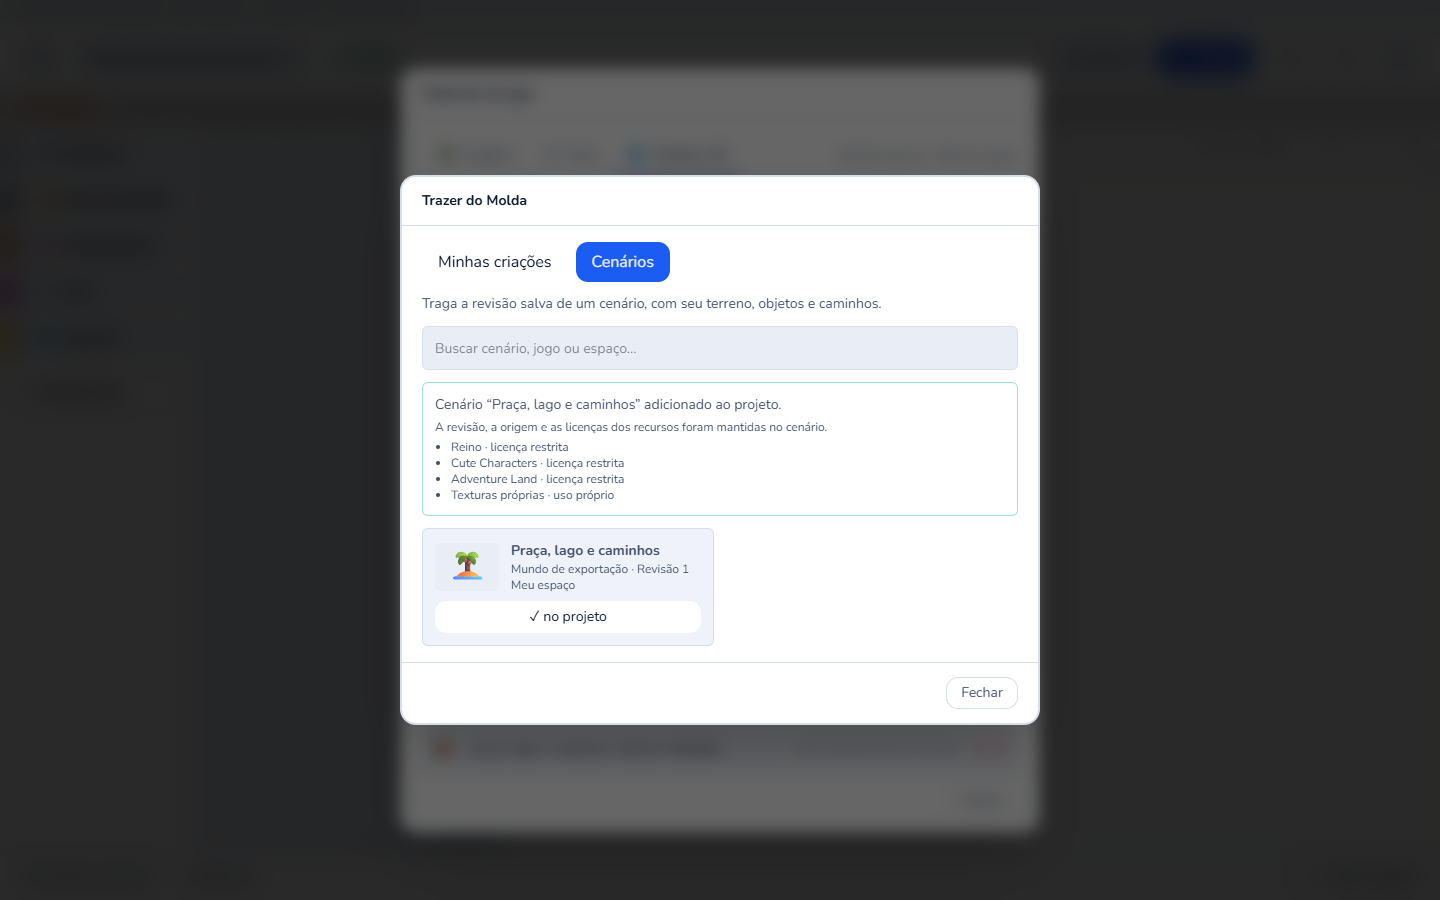 Trazer do Molda
Minhas criações
Cenários
Traga a revisão salva de um cenário, com seu terreno, objetos e caminhos.
Buscar cenário, jogo ou espaço...
Cenário “Praça, lago e caminhos” adicionado ao projeto.
A revisão, a origem e as licenças dos recursos foram mantidas no cenário.
• Reino · licença restrita
• Cute Characters · licença restrita
• Adventure Land · licença restrita
• Texturas próprias · uso próprio
Praça, lago e caminhos
Mundo de exportação · Revisão 1
Meu espaço
✓ no projeto
Fechar